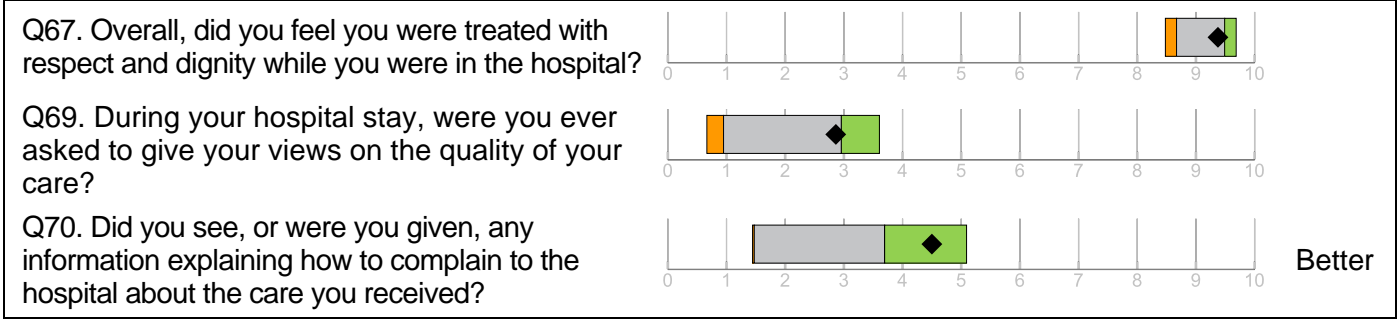 Q67. Overall, did you feel you were treated with
respect and dignity while you were in the hospital?
0 1 2 3 4 5 6 7 8 9 10
Q69. During your hospital stay, were you ever
asked to give your views on the quality of your
care?
0 1 2 3 4 5 6 7 8 9 10
Q70. Did you see, or were you given, any
information explaining how to complain to the
hospital about the care you received?
0 1 2 3 4 5 6 7 8 9 10
Better